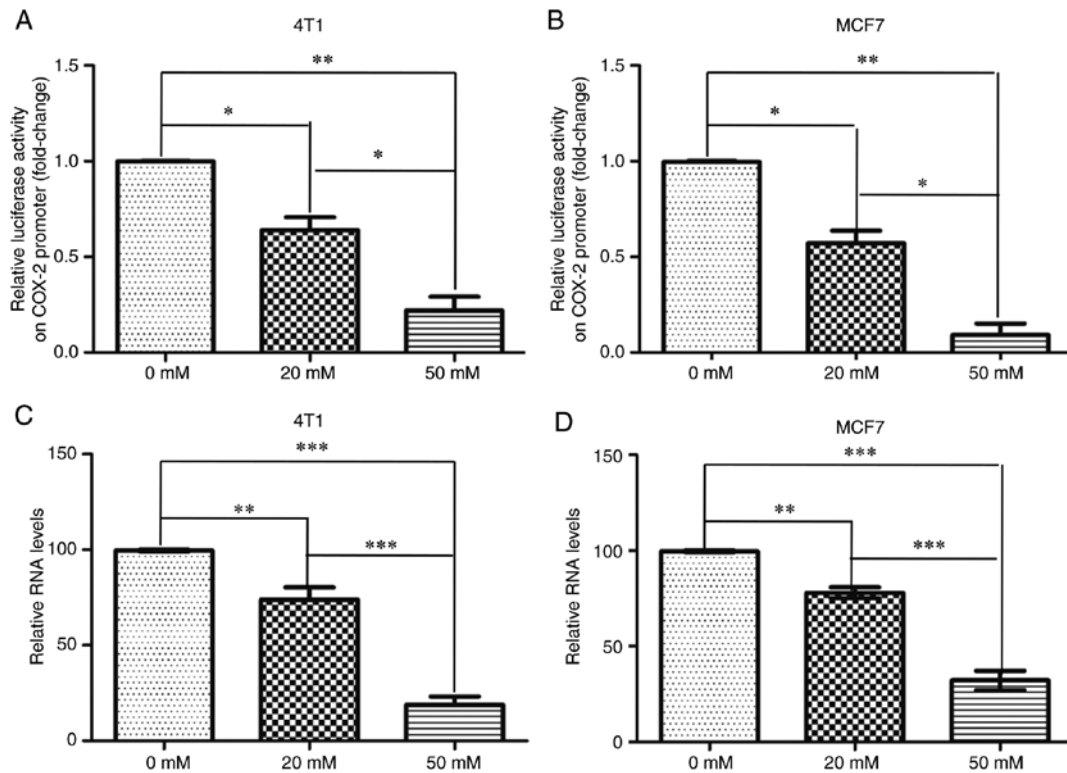 A
4T1
Relative luciferase activity
on COX-2 promoter (fold-change)
1.5
1.0
0.5
0.0
**
*
*
0 mM 20 mM 50 mM
B
MCF7
Relative luciferase activity
on COX-2 promoter (fold-change)
1.5
1.0
0.5
0.0
**
*
*
0 mM 20 mM 50 mM
C
4T1
Relative RNA levels
150
100
50
0
***
**
***
0 mM 20 mM 50 mM
D
MCF7
Relative RNA levels
150
100
50
0
***
**
***
0 mM 20 mM 50 mM